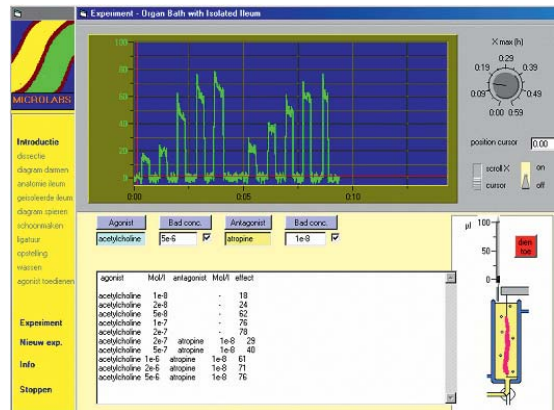 Experiment - Organ Bath with Isolated Ileum
MICROLABS
Introductie
dissectie
diagram darmen
anatomie ileum
geisoleerde ileum
diagram spieren
schoonmaken
ligatuur
opstelling
wassen
agonist toedienen
Experiment
Nieuw exp.
Info
Stoppen
100
80
60
40
20
0
0:00
0:05
0:10
X max (h)
0:29
0:19
0:39
0:09
0:49
0:00 0:59
position cursor 0.00
scroll X
cursor
on
off
Agonist Bad conc. Antagonist Bad conc.
acetylcholine 5e-6 atropine 1e-8
agonist Mol/l antagonist Mol/l effect
acetylcholine 1e-8 - 18
acetylcholine 2e-8 - 24
acetylcholine 5e-8 - 62
acetylcholine 1e-7 - 76
acetylcholine 2e-7 - 78
acetylcholine 2e-7 atropine 1e-8 29
acetylcholine 5e-7 atropine 1e-8 40
acetylcholine 1e-6 atropine 1e-8 61
acetylcholine 2e-6 atropine 1e-8 71
acetylcholine 5e-6 atropine 1e-8 76
µl
100
50
0
dien
toe